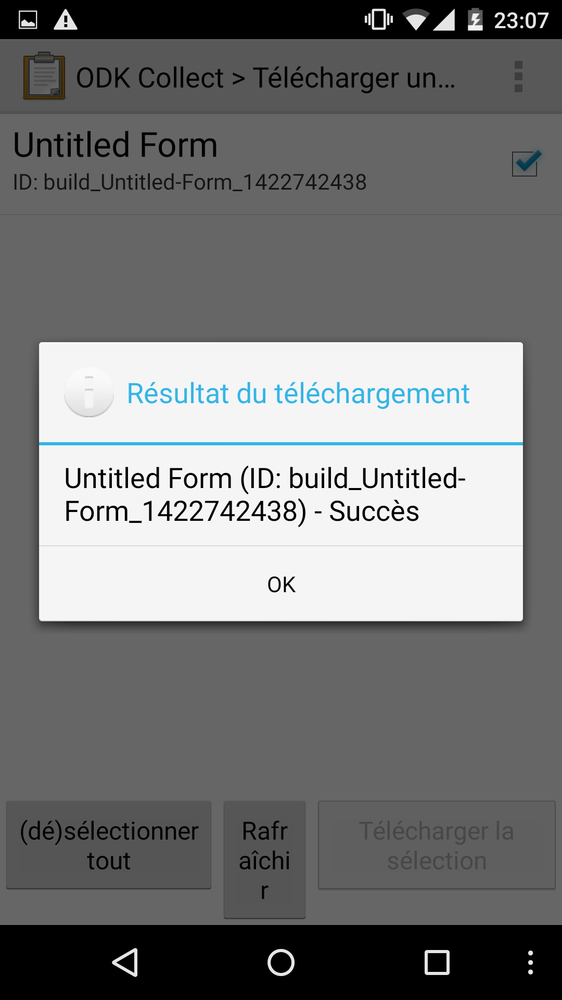 23:07
ODK Collect > Télécharger un...
Untitled Form
ID: build_Untitled-Form_1422742438
Résultat du téléchargement
Untitled Form (ID: build_Untitled-
Form_1422742438) - Succès
OK
(dé)sélectionner
tout
Rafr
aîchi
r
Télécharger la
sélection